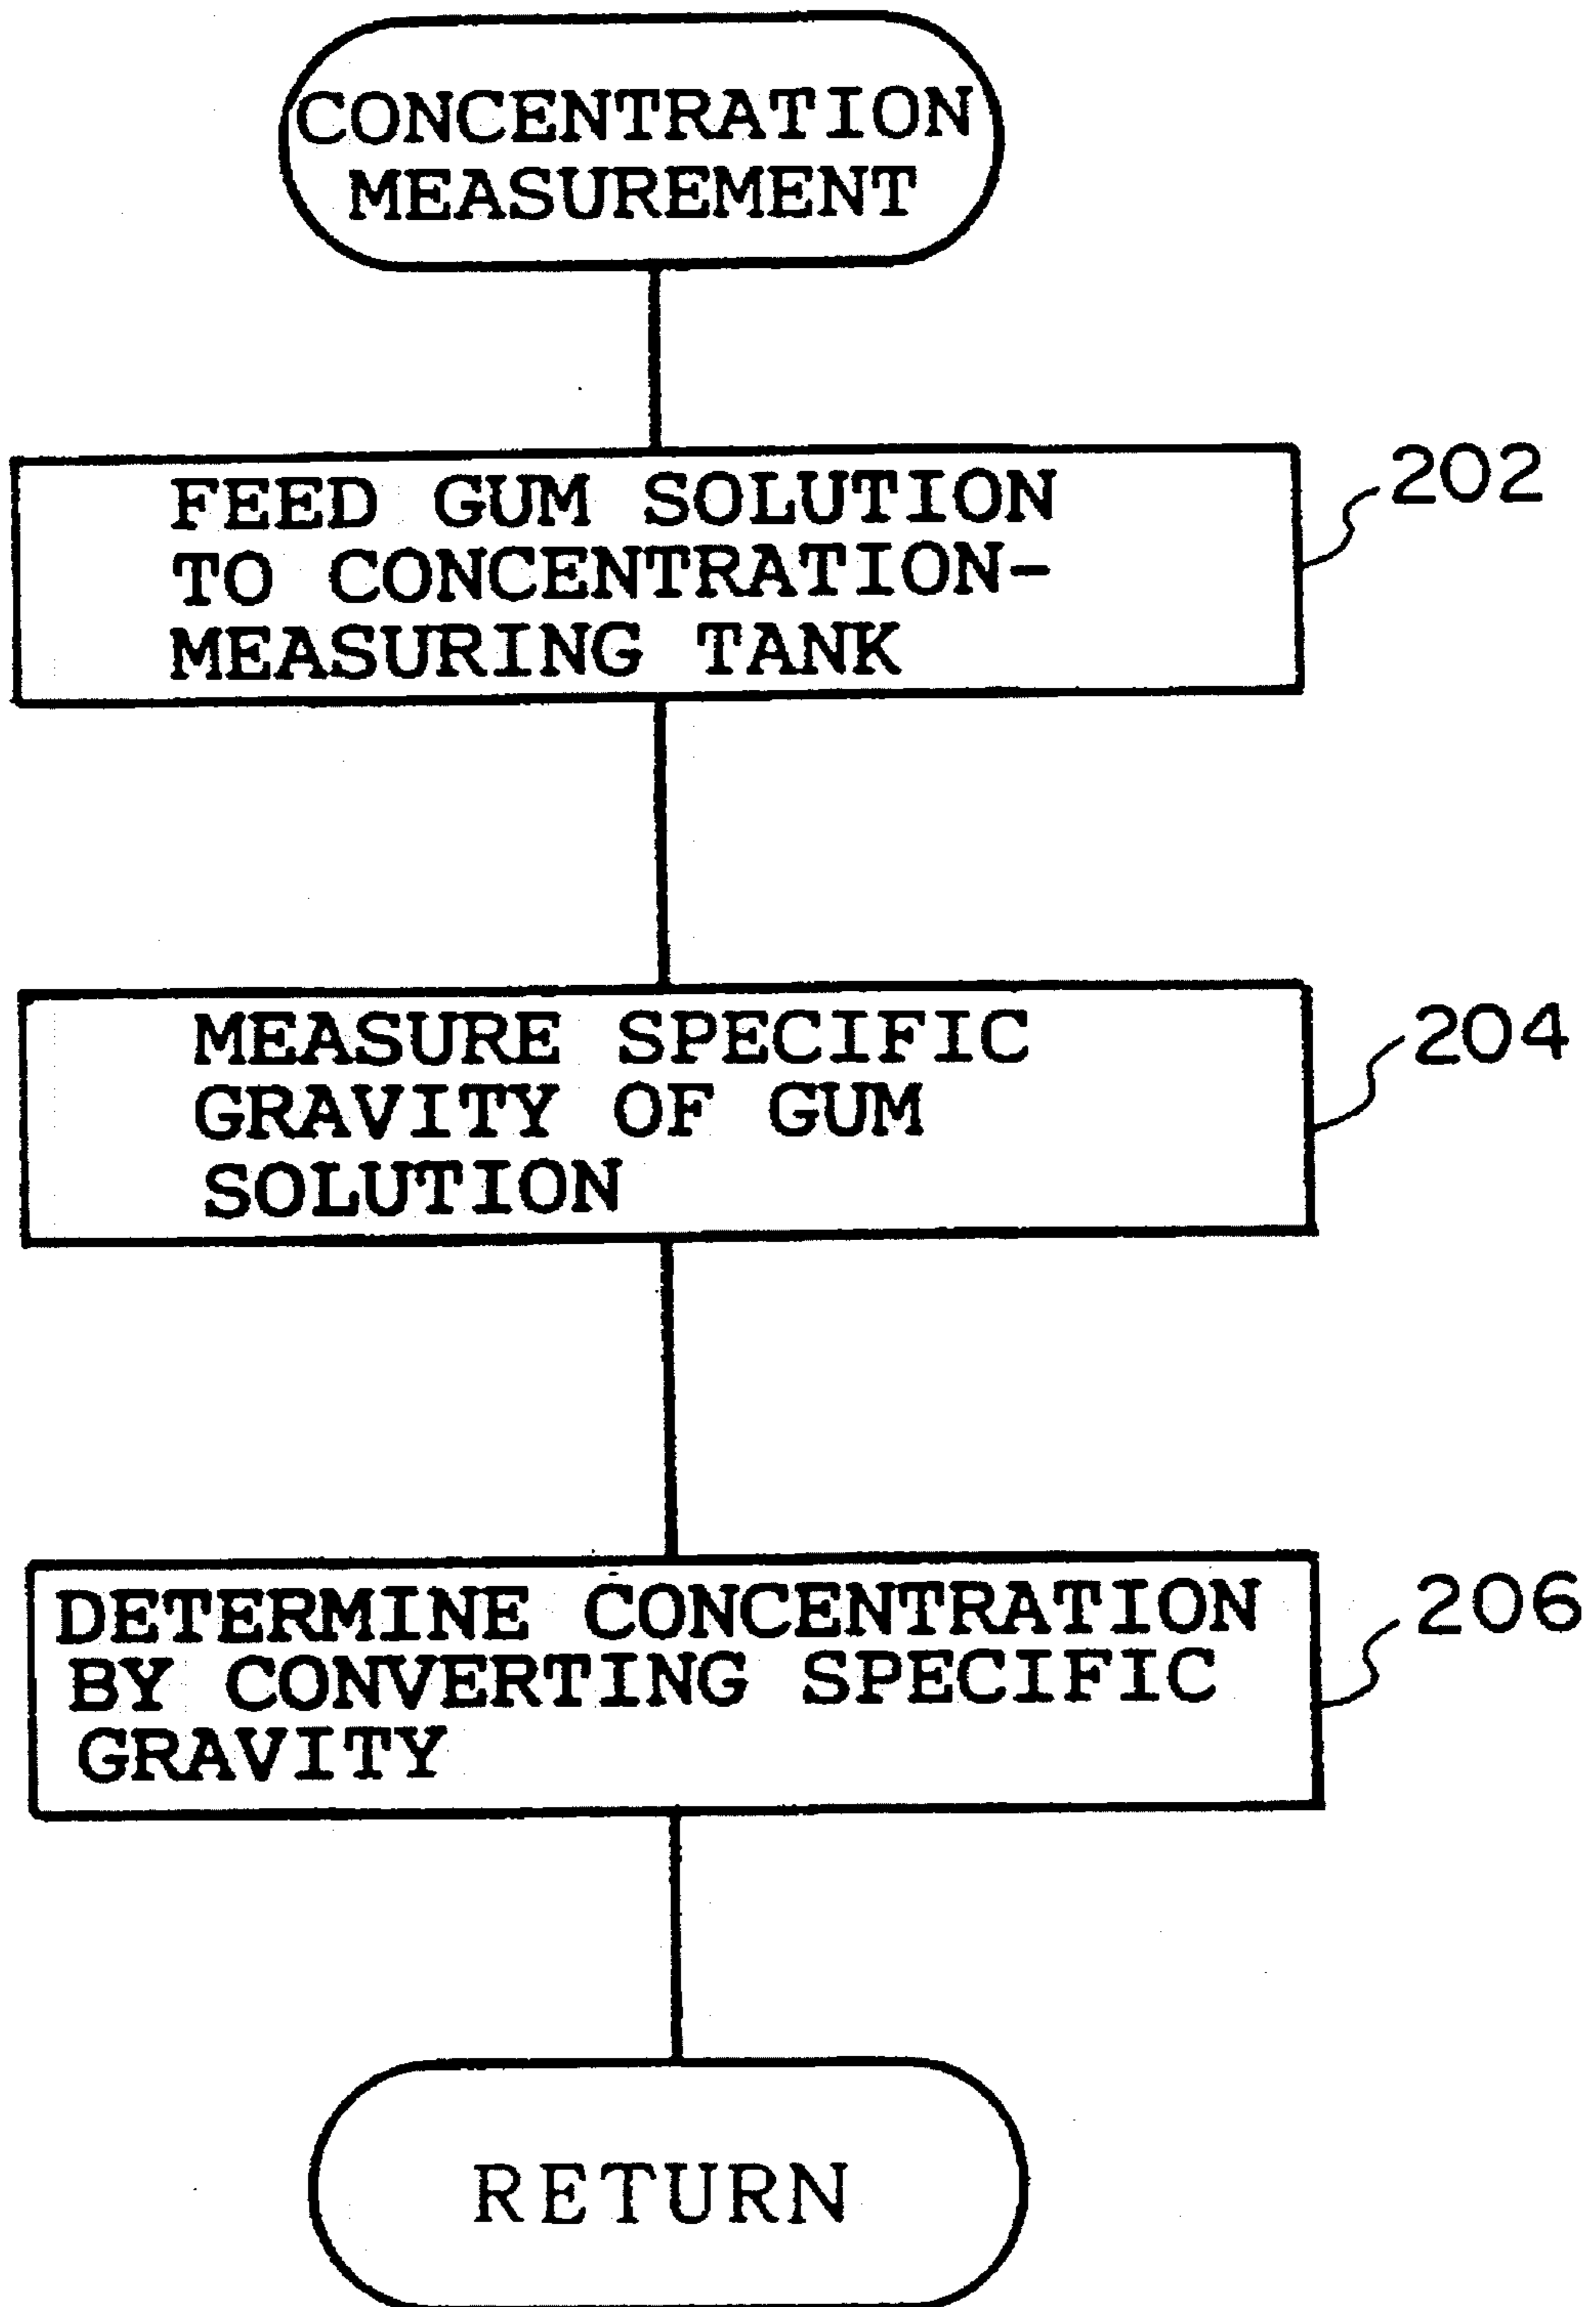 CONCENTRATION
MEASUREMENT
FEED GUM SOLUTION
TO CONCENTRATION-
MEASURING TANK
202
MEASURE SPECIFIC
GRAVITY OF GUM
SOLUTION
204
DETERMINE CONCENTRATION
BY CONVERTING SPECIFIC
GRAVITY
206
RETURN